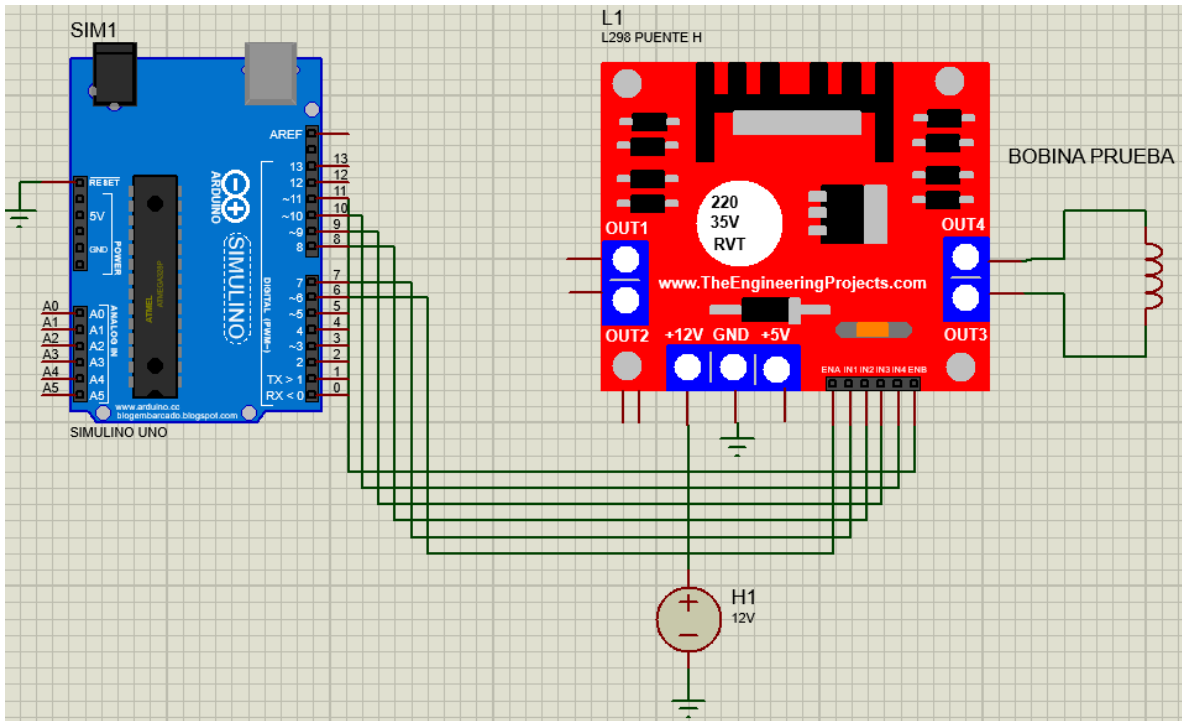 SIM1
AREF
13
12
~11
~10
~9
8
7
~6
~5
4
~3
2
TX > 1
RX < 0
13
12
11
10
9
8
7
6
5
4
3
2
1
0
RESET
5V
GND
POWER
A0
A1
A2
A3
A4
A5
A0
A1
A2
A3
A4
A5
ANALOG IN
ATMEL
ATMEGA328P
ARDUINO
SIMULINO
DIGITAL (PWM~)
www.arduino.cc
blogembarcado.blogspot.com
SIMULINO UNO
L1
L298 PUENTE H
220
35V
RVT
OUT1
OUT4
www.TheEngineeringProjects.com
OUT2
+12V GND +5V
OUT3
ENA IN1 IN2 IN3 IN4 ENB
BOBINA PRUEBA
H1
12V